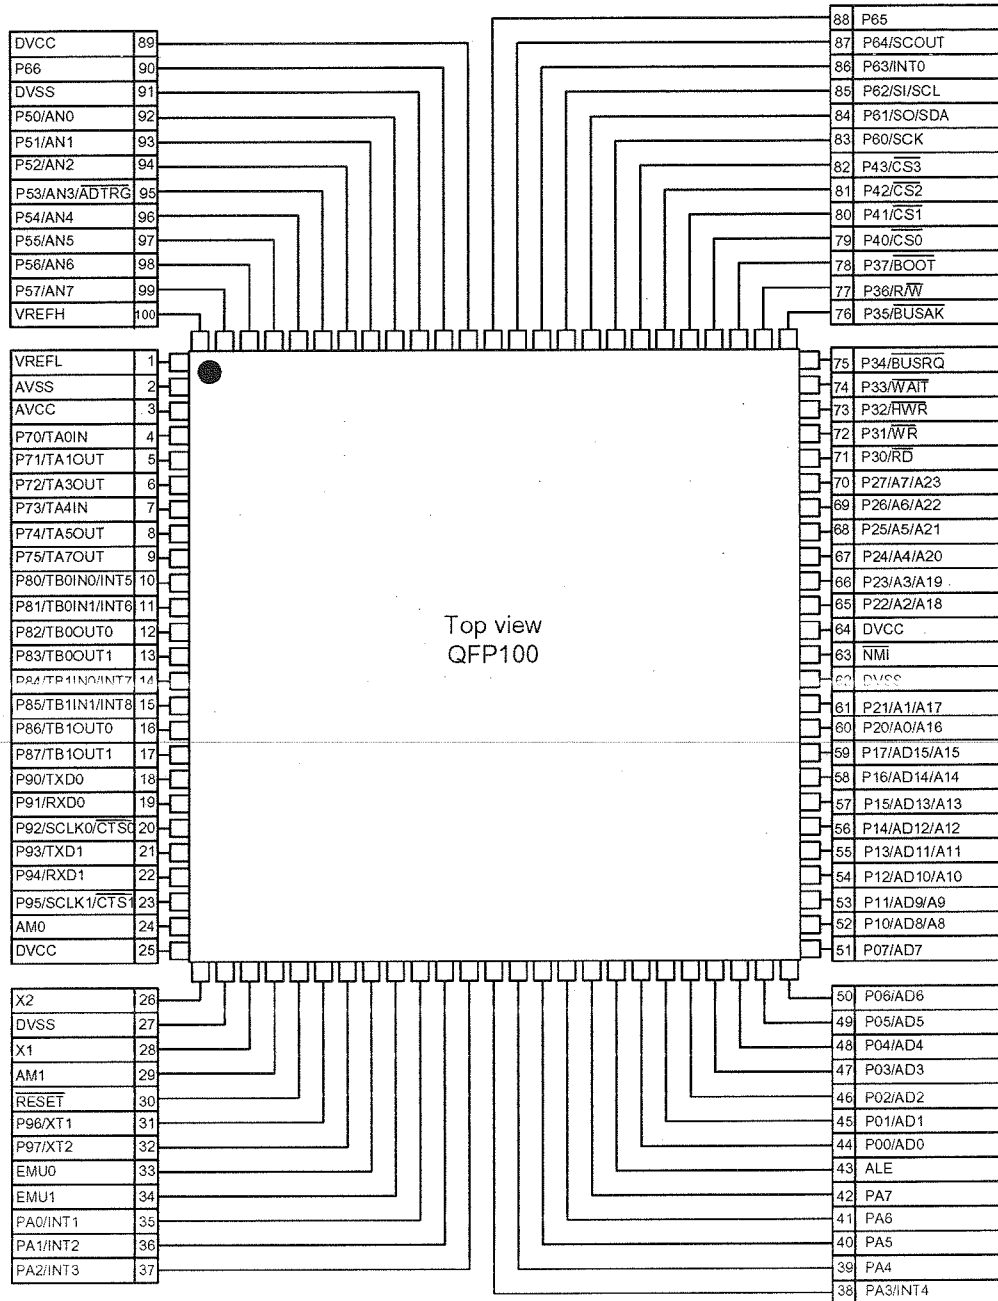 DVCC 89
P66 90
DVSS 91
P50/AN0 92
P51/AN1 93
P52/AN2 94
P53/AN3/ADTRG 95
P54/AN4 96
P55/AN5 97
P56/AN6 98
P57/AN7 99
VREFH 100
88 P65
87 P64/SCOUT
86 P63/INT0
85 P62/SI/SCL
84 P61/SO/SDA
83 P60/SCK
82 P43/CS3
81 P42/CS2
80 P41/CS1
79 P40/CS0
78 P37/BOOT
77 P36/R/W
76 P35/BUSAK
VREFL 1
AVSS 2
AVCC 3
P70/TA0IN 4
P71/TA1OUT 5
P72/TA3OUT 6
P73/TA4IN 7
P74/TA5OUT 8
P75/TA7OUT 9
P80/TB0IN0/INT5 10
P81/TB0IN1/INT6 11
P82/TB0OUT0 12
P83/TB0OUT1 13
P84/TB1IN0/INT7 14
P85/TB1IN1/INT8 15
P86/TB1OUT0 16
P87/TB1OUT1 17
P90/TXD0 18
P91/RXD0 19
P92/SCLK0/CTS0 20
P93/TXD1 21
P94/RXD1 22
P95/SCLK1/CTS1 23
AM0 24
DVCC 25
Top view
QFP100
75 P34/BUSRQ
74 P33/WAIT
73 P32/HWR
72 P31/WR
71 P30/RD
70 P27/A7/A23
69 P26/A6/A22
68 P25/A5/A21
67 P24/A4/A20
66 P23/A3/A19
65 P22/A2/A18
64 DVCC
63 NMI
62 DVSS
61 P21/A1/A17
60 P20/A0/A16
59 P17/AD15/A15
58 P16/AD14/A14
57 P15/AD13/A13
56 P14/AD12/A12
55 P13/AD11/A11
54 P12/AD10/A10
53 P11/AD9/A9
52 P10/AD8/A8
51 P07/AD7
X2 26
DVSS 27
X1 28
AM1 29
RESET 30
P96/XT1 31
P97/XT2 32
EMU0 33
EMU1 34
PA0/INT1 35
PA1/INT2 36
PA2/INT3 37
50 P06/AD6
49 P05/AD5
48 P04/AD4
47 P03/AD3
46 P02/AD2
45 P01/AD1
44 P00/AD0
43 ALE
42 PA7
41 PA6
40 PA5
39 PA4
38 PA3/INT4